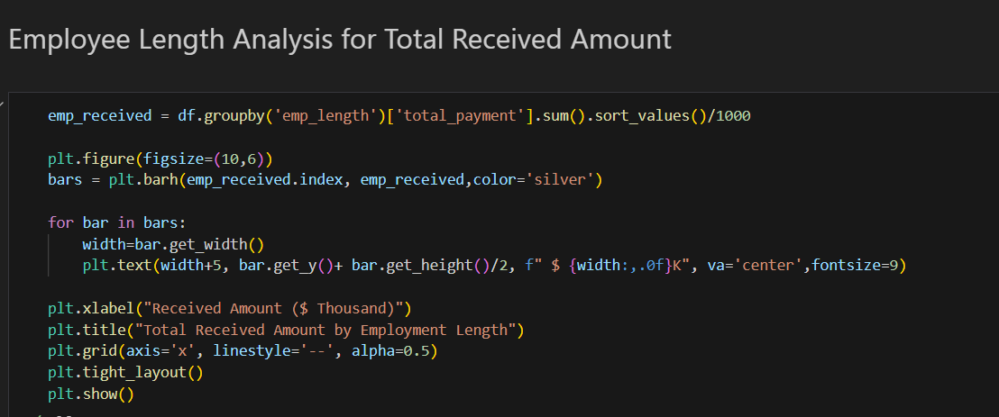 Employee Length Analysis for Total Received Amount
emp_received = df.groupby('emp_length')['total_payment'].sum().sort_values()/1000
plt.figure(figsize=(10,6))
bars = plt.barh(emp_received.index, emp_received,color='silver')
for bar in bars:
    width=bar.get_width()
    plt.text(width+5, bar.get_y()+ bar.get_height()/2, f" $ {width:,.0f}K", va='center',fontsize=9)
plt.xlabel("Received Amount ($ Thousand)")
plt.title("Total Received Amount by Employment Length")
plt.grid(axis='x', linestyle='--', alpha=0.5)
plt.tight_layout()
plt.show()